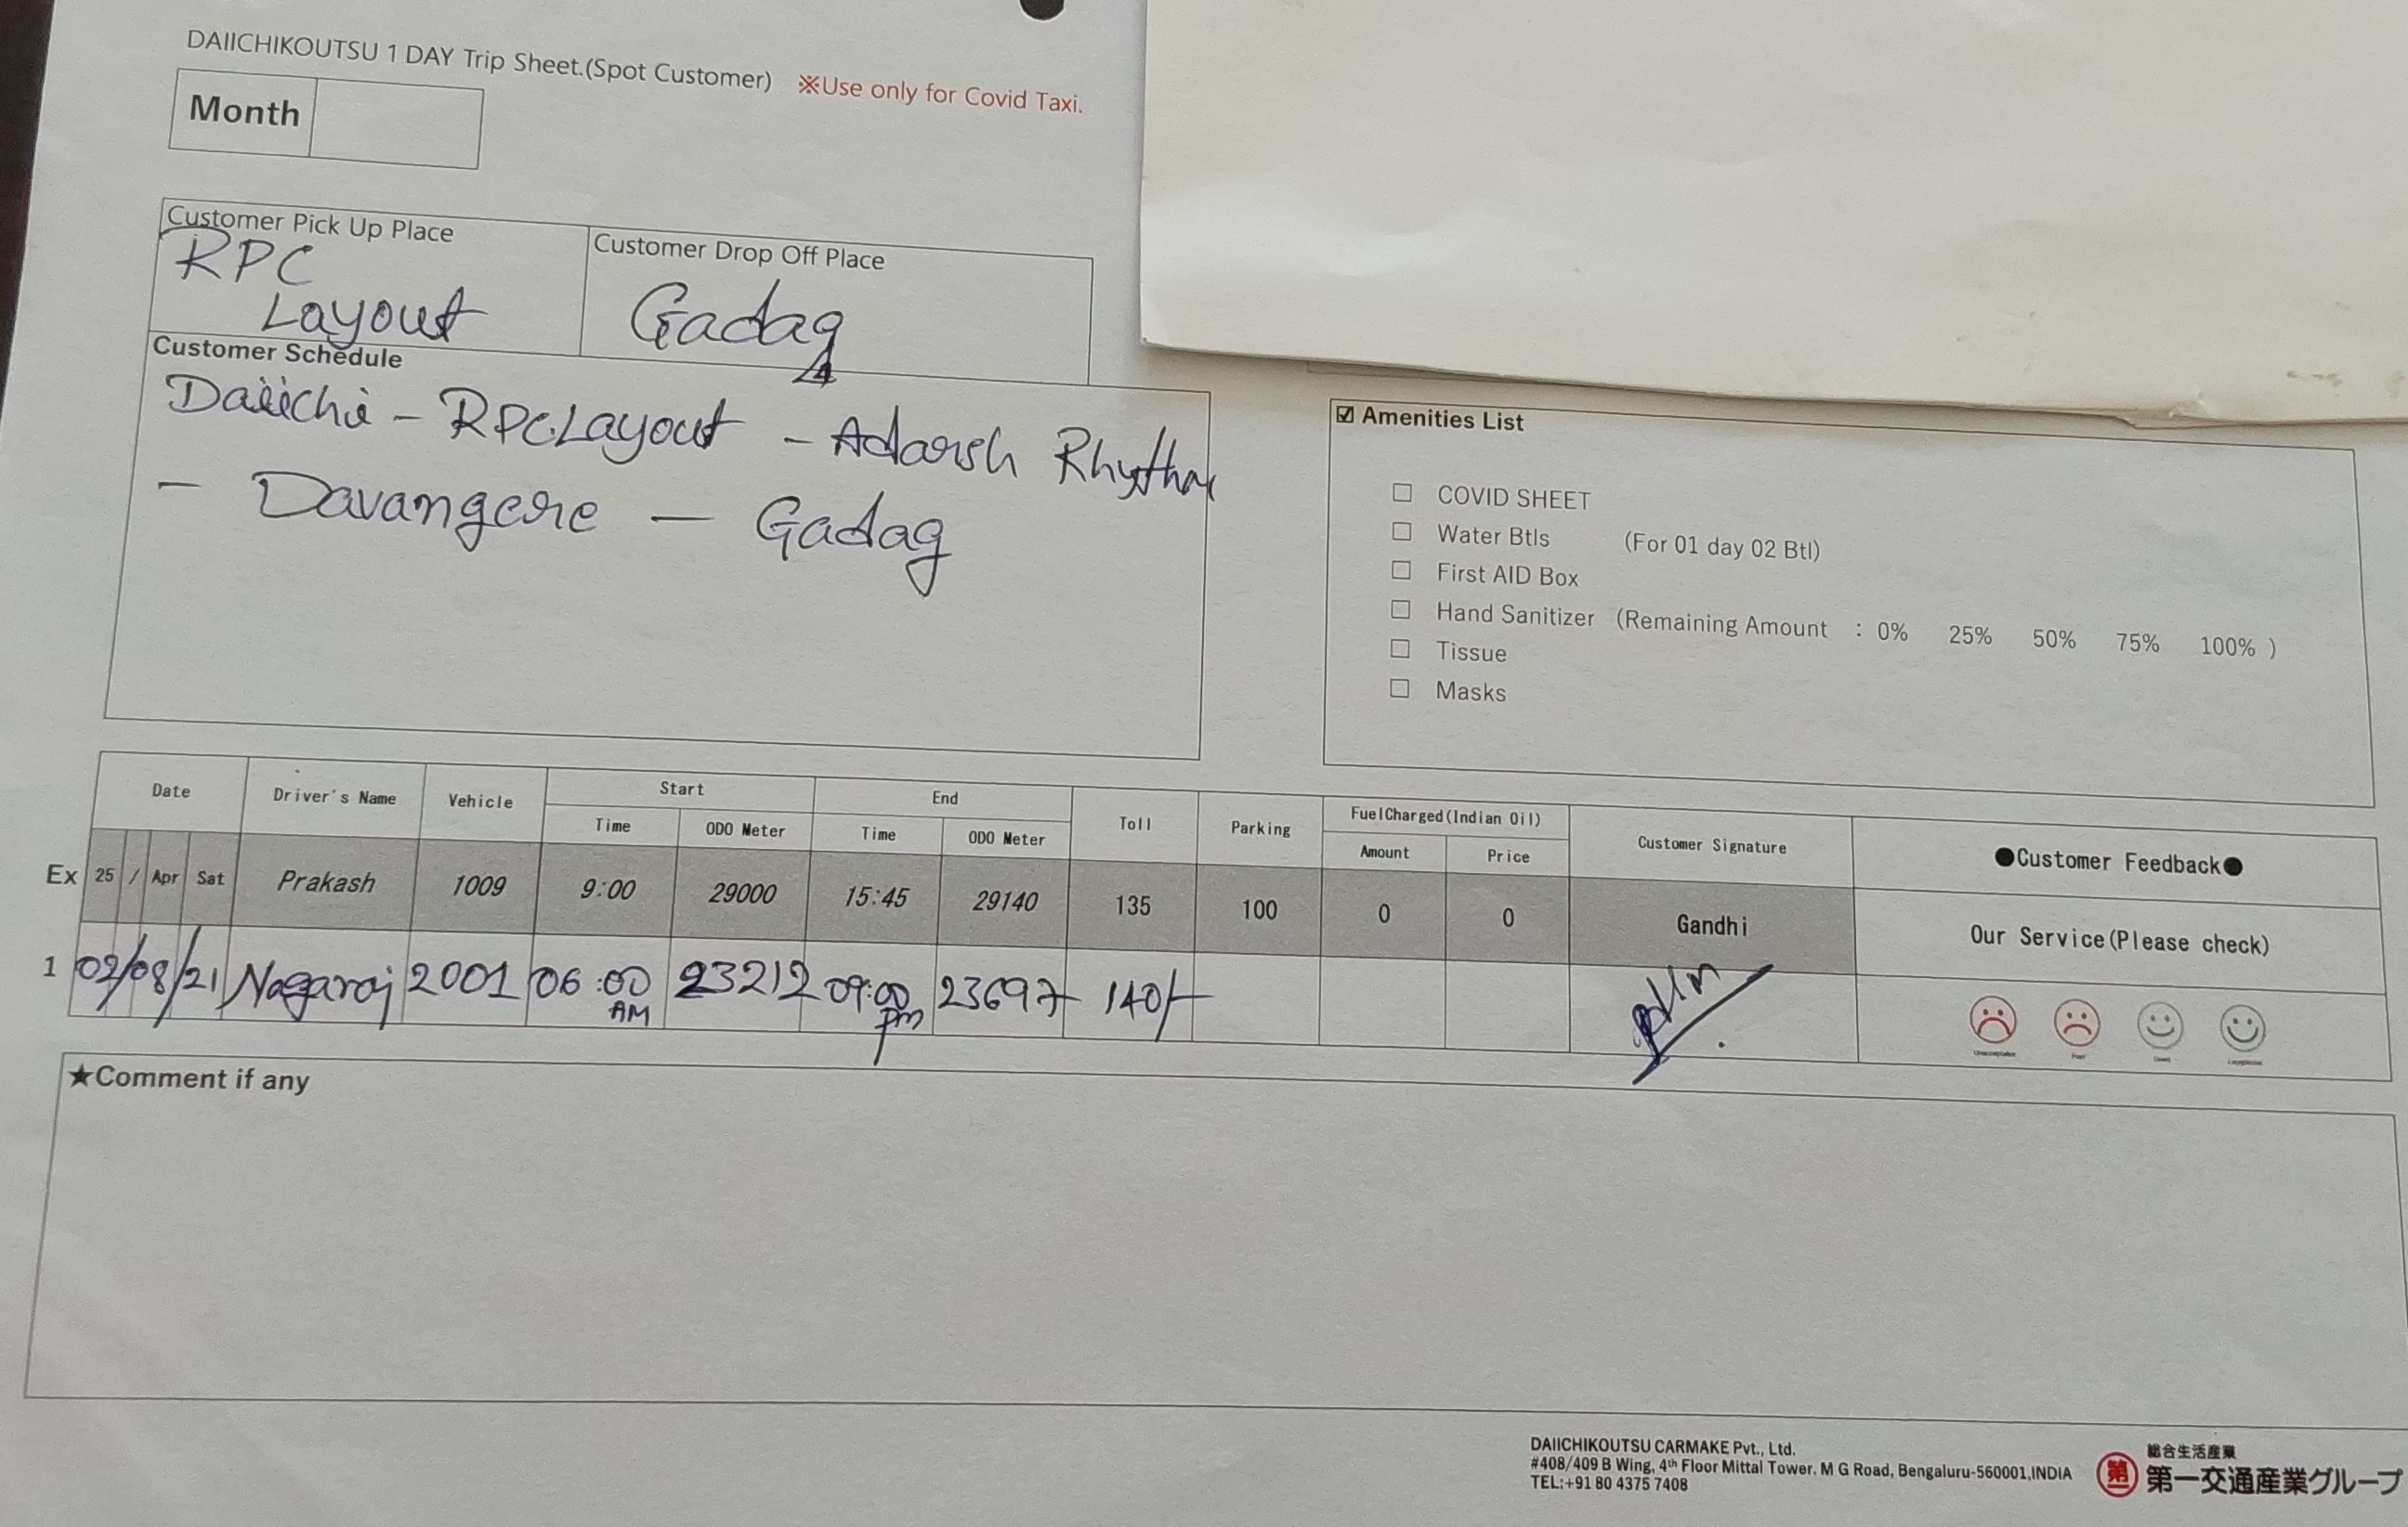 DAIICHIKOUTSU 1 DAY Trip Sheet.(Spot Customer) ※Use only for Covid Taxi.
Month
Customer Pick Up Place
RPC
Layout
Customer Drop Off Place
Gadag
Customer Schedule
Daiichi - RPC Layout - Adarsh Rhythm
- Davangere - Gadag
☑ Amenities List
☐ COVID SHEET
☐ Water Btls (For 01 day 02 Btl)
☐ First AID Box
☐ Hand Sanitizer (Remaining Amount : 0% 25% 50% 75% 100% )
☐ Tissue
☐ Masks
Date Driver's Name Vehicle Start End Toll Parking FuelCharged(Indian Oil) Customer Signature ●Customer Feedback●
Time ODO Meter Time ODO Meter Amount Price
Ex 25 / Apr Sat Prakash 1009 9:00 29000 15:45 29140 135 100 0 0 Gandhi Our Service(Please check)
1 02/08/21 Nagaraj 2001 06:00 AM 23212 09:00 pm 23697 140/-
★Comment if any
DAIICHIKOUTSU CARMAKE Pvt., Ltd.
#408/409 B Wing, 4th Floor Mittal Tower. M G Road, Bengaluru-560001,INDIA
TEL:+91 80 4375 7408
総合生活産業
第一交通産業グループ